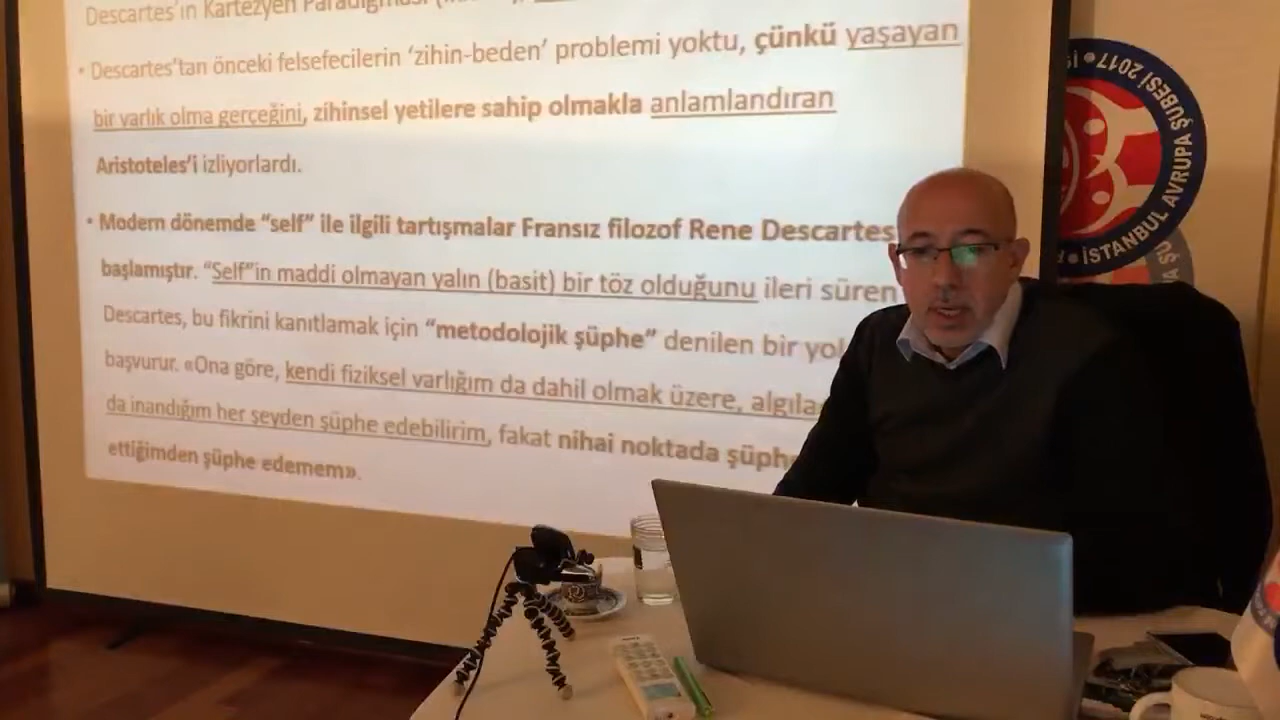 Descartes'ın Kartezyen Paradigması
• Descartes'tan önceki felsefecilerin 'zihin-beden' problemi yoktu, çünkü yaşayan
bir varlık olma gerçeğini, zihinsel yetilere sahip olmakla anlamlandıran
Aristoteles'i izliyorlardı.
• Modern dönemde "self" ile ilgili tartışmalar Fransız filozof Rene Descartes
başlamıştır. "Self"in maddi olmayan yalın (basit) bir töz olduğunu ileri süren
Descartes, bu fikrini kanıtlamak için "metodolojik şüphe" denilen bir yol
başvurur. «Ona göre, kendi fiziksel varlığım da dahil olmak üzere, algıla
da inandığım her şeyden şüphe edebilirim, fakat nihai noktada şüph
ettiğimden şüphe edemem».
• İSTANBUL AVRUPA ŞUBESİ 2017 •